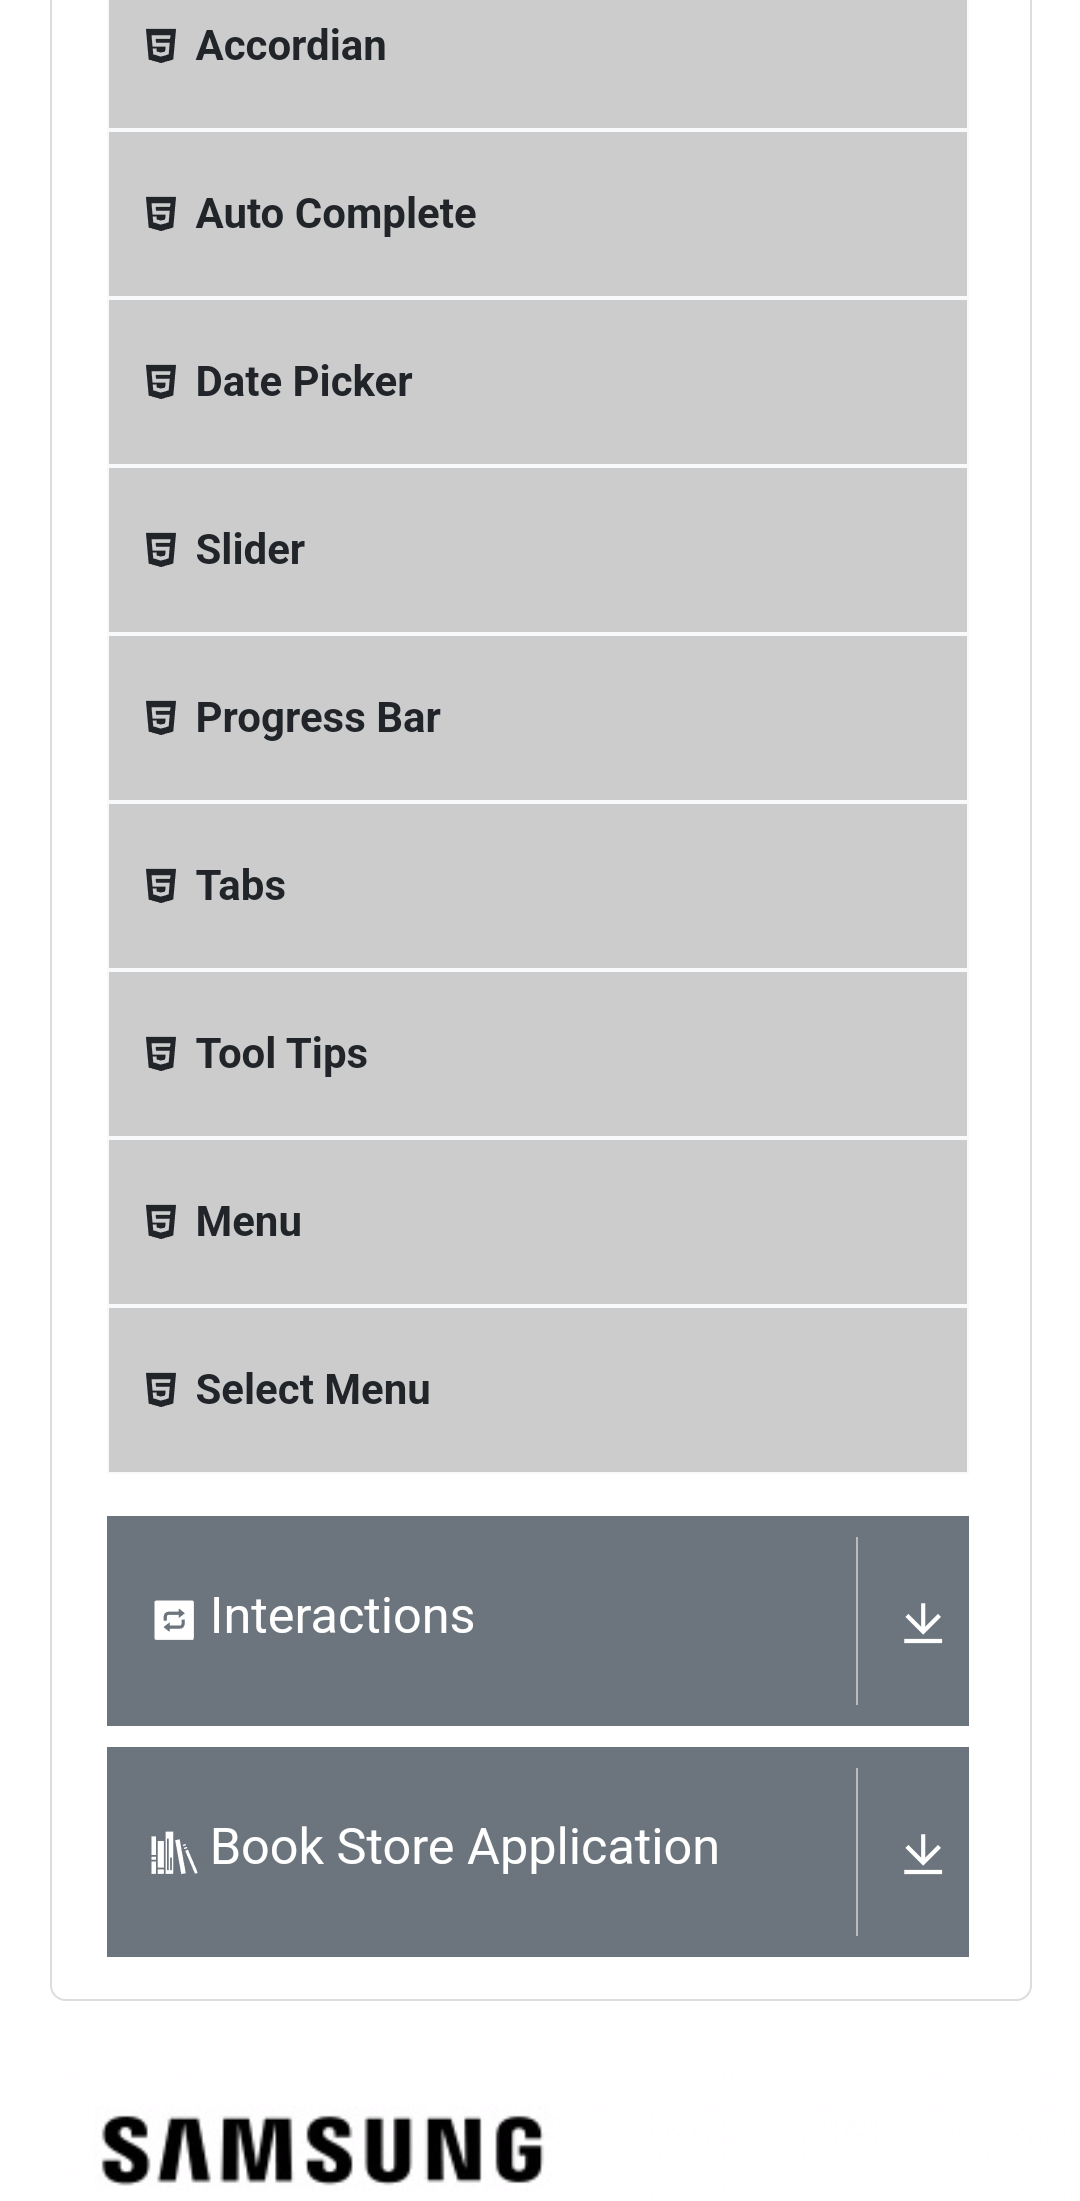 Accordian
Auto Complete
Date Picker
Slider
Progress Bar
Tabs
Tool Tips
Menu
Select Menu
Interactions
Book Store Application
SAMSUNG